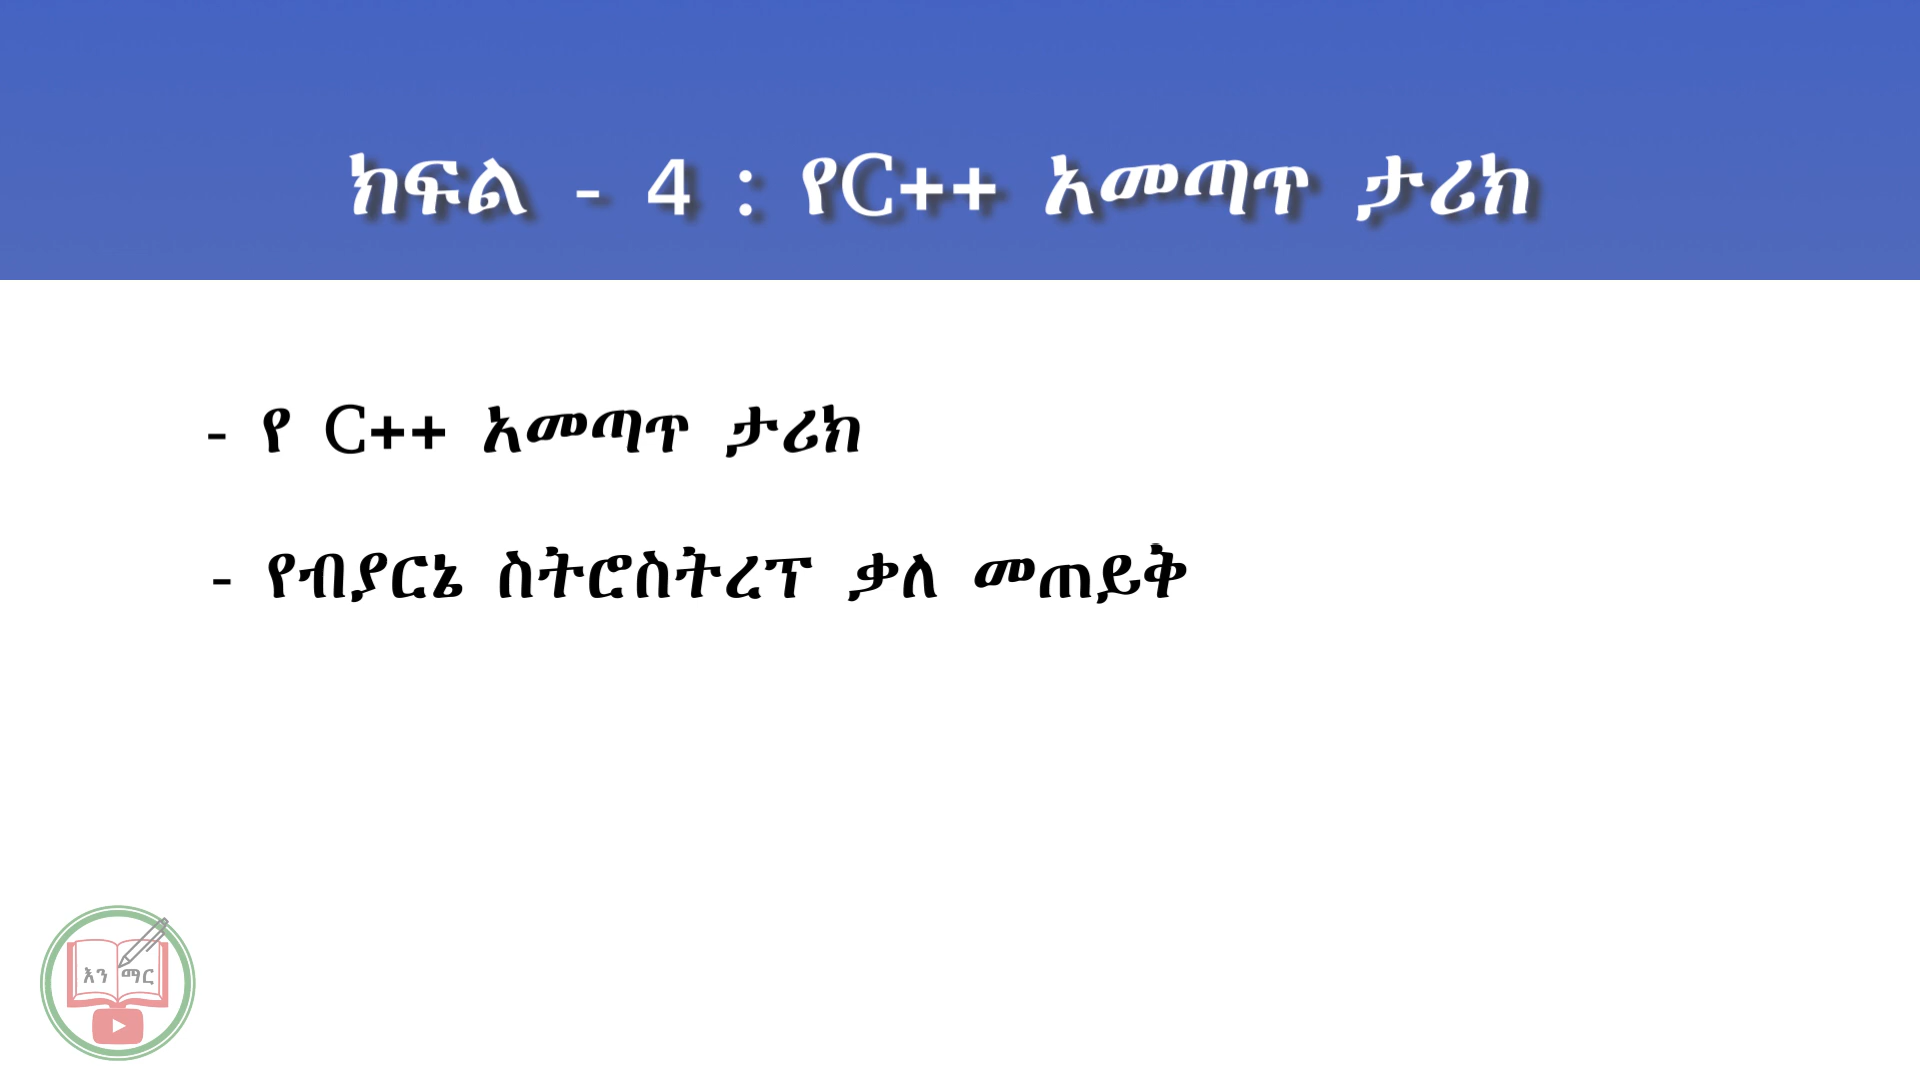 ክፍል - 4 : የC++ አመጣጥ ታሪክ
- የ C++ አመጣጥ ታሪክ
- የብያርኔ ስትሮስትረፕ ቃለ መጠይቅ
እን ማር